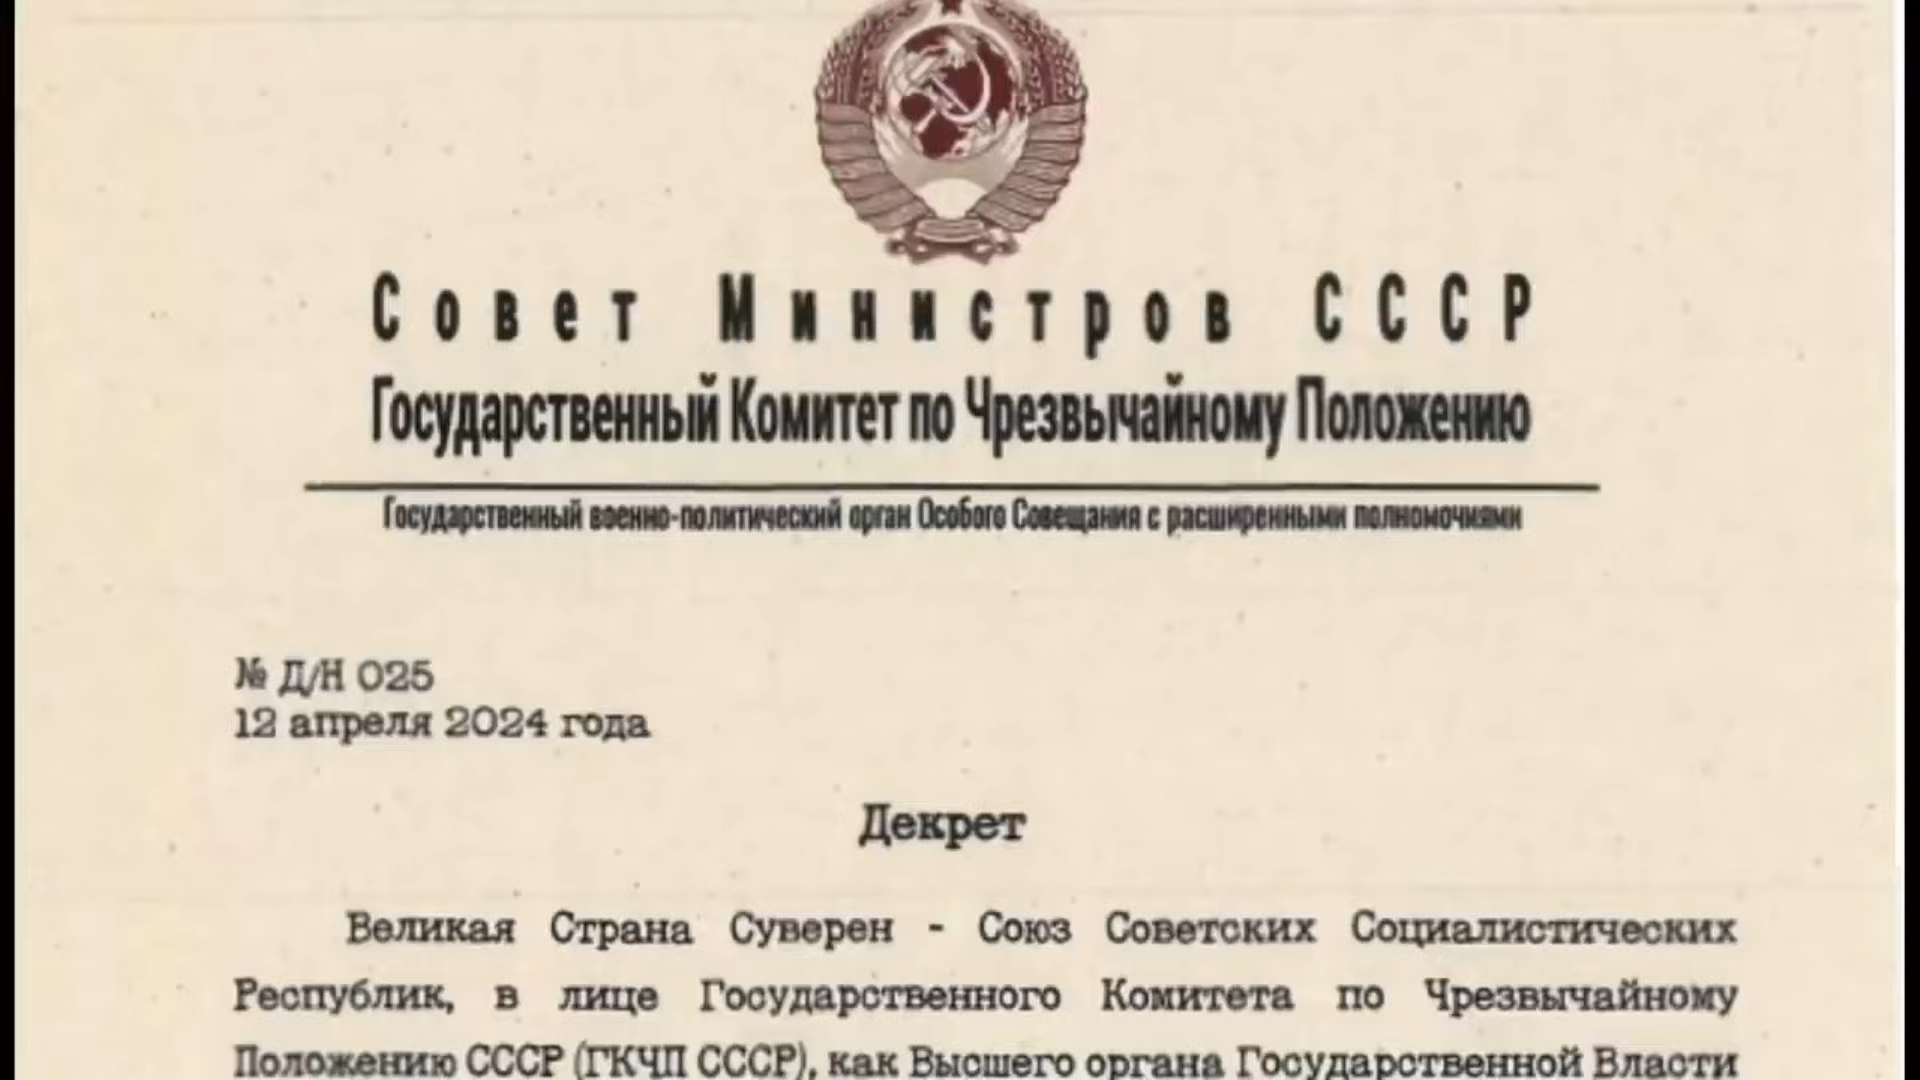 Совет Министров СССР
Государственный Комитет по Чрезвычайному Положению
Государственный военно-политический орган Особого Совещания с расширенными полномочиями
№ Д/Н 025
12 апреля 2024 года
Декрет
Великая Страна Суверен - Союз Советских Социалистических
Республик, в лице Государственного Комитета по Чрезвычайному
Положению СССР (ГКЧП СССР), как Высшего органа Государственной Власти